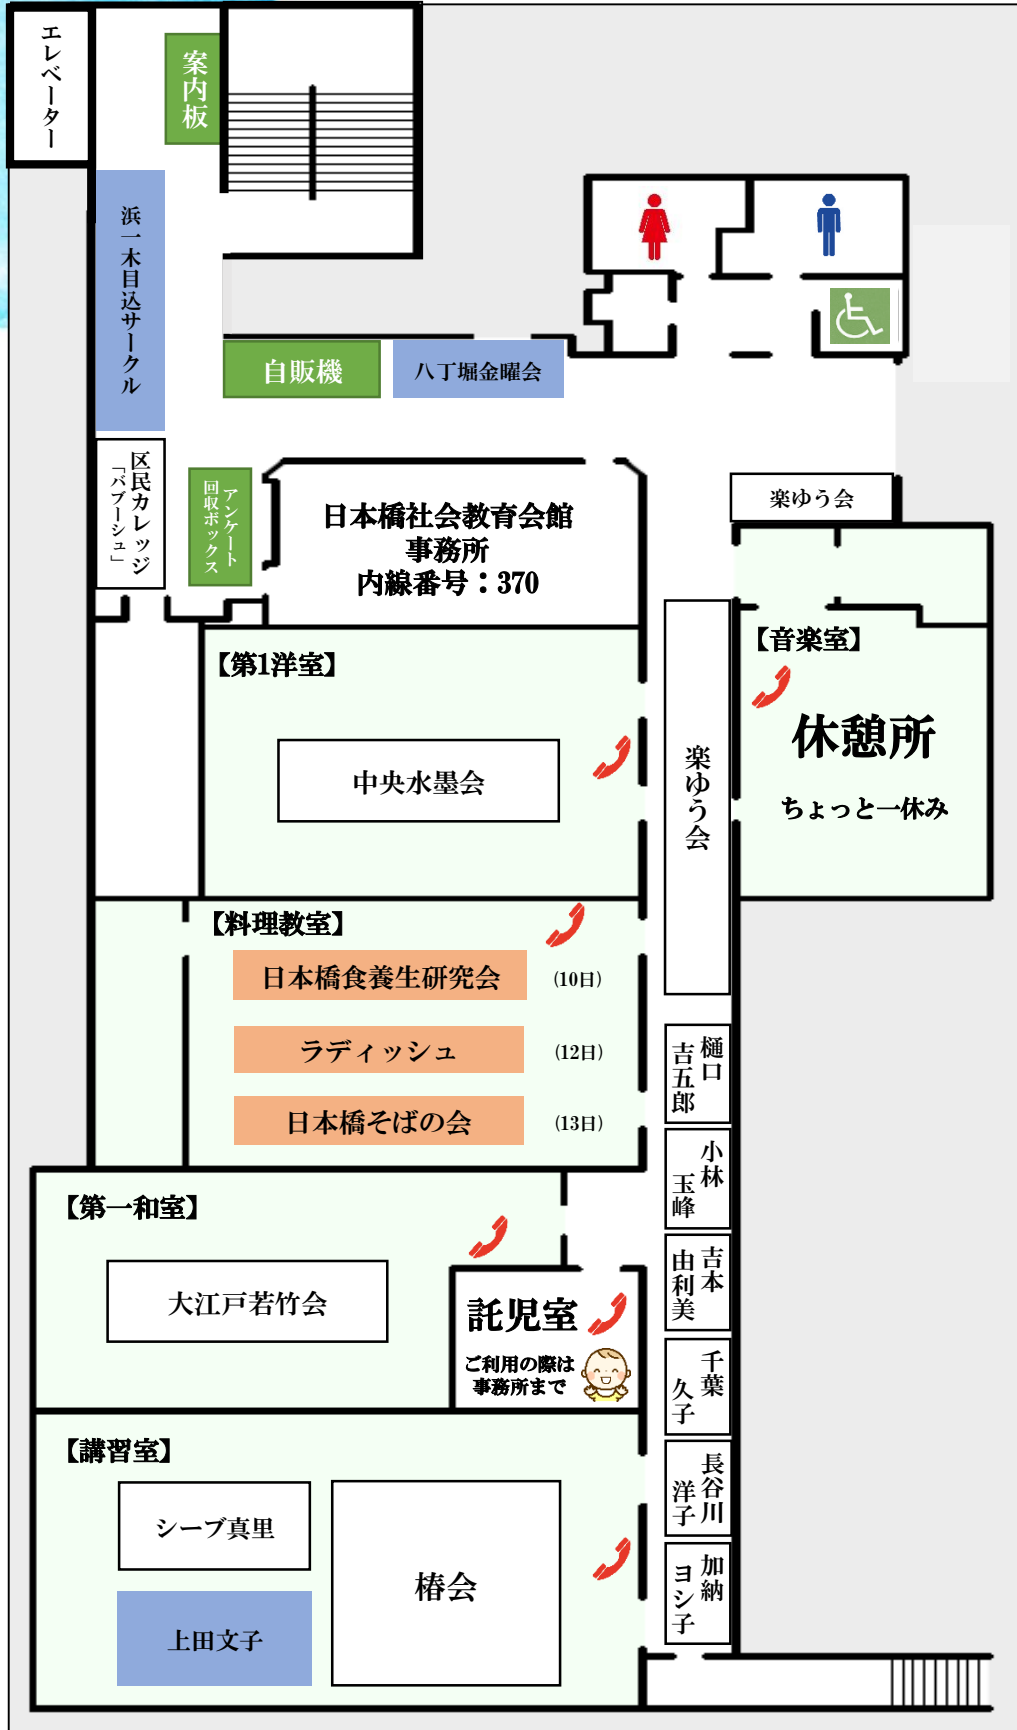 エレベーター
案内板
浜一木目込サークル
自販機
八丁堀金曜会
区民カレッジ
「バブーシュ」
アンケート
回収ボックス
日本橋社会教育会館
事務所
内線番号：370
楽ゆう会
【第1洋室】
中央水墨会
楽ゆう会
【音楽室】
休憩所
ちょっと一休み
【料理教室】
日本橋食養生研究会
(10日)
ラディッシュ
(12日)
日本橋そばの会
(13日)
樋口
吉五郎
小林
玉峰
吉本
由利美
千葉
久子
長谷川
洋子
加納
ヨシ子
【第一和室】
大江戸若竹会
託児室
ご利用の際は
事務所まで
【講習室】
シーブ真里
上田文子
椿会